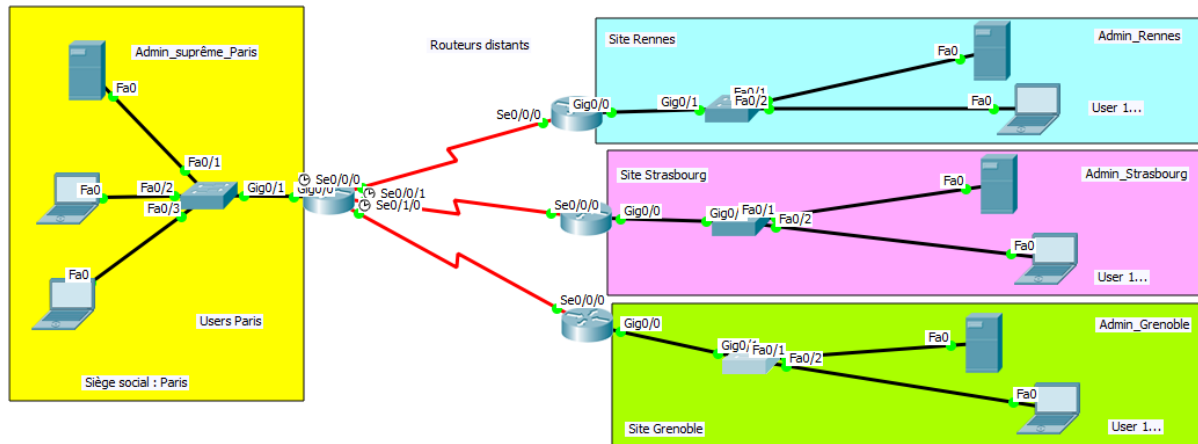 Admin_suprême_Paris
Fa0
Fa0/1
Fa0
Fa0/2
Fa0/3
Gig0/1
Gig0/0
Fa0
Users Paris
Siège social : Paris
Se0/0/0
Se0/0/1
Se0/1/0
Routeurs distants
Site Rennes
Admin_Rennes
Se0/0/0
Gig0/0
Gig0/1
Fa0/1
Fa0/2
Fa0
Fa0
User 1...
Site Strasbourg
Admin_Strasbourg
Se0/0/0
Gig0/0
Gig0/
Fa0/1
Fa0/2
Fa0
Fa0
User 1...
Se0/0/0
Gig0/0
Gig0/1
Fa0/1
Fa0/2
Admin_Grenoble
Fa0
Fa0
User 1...
Site Grenoble